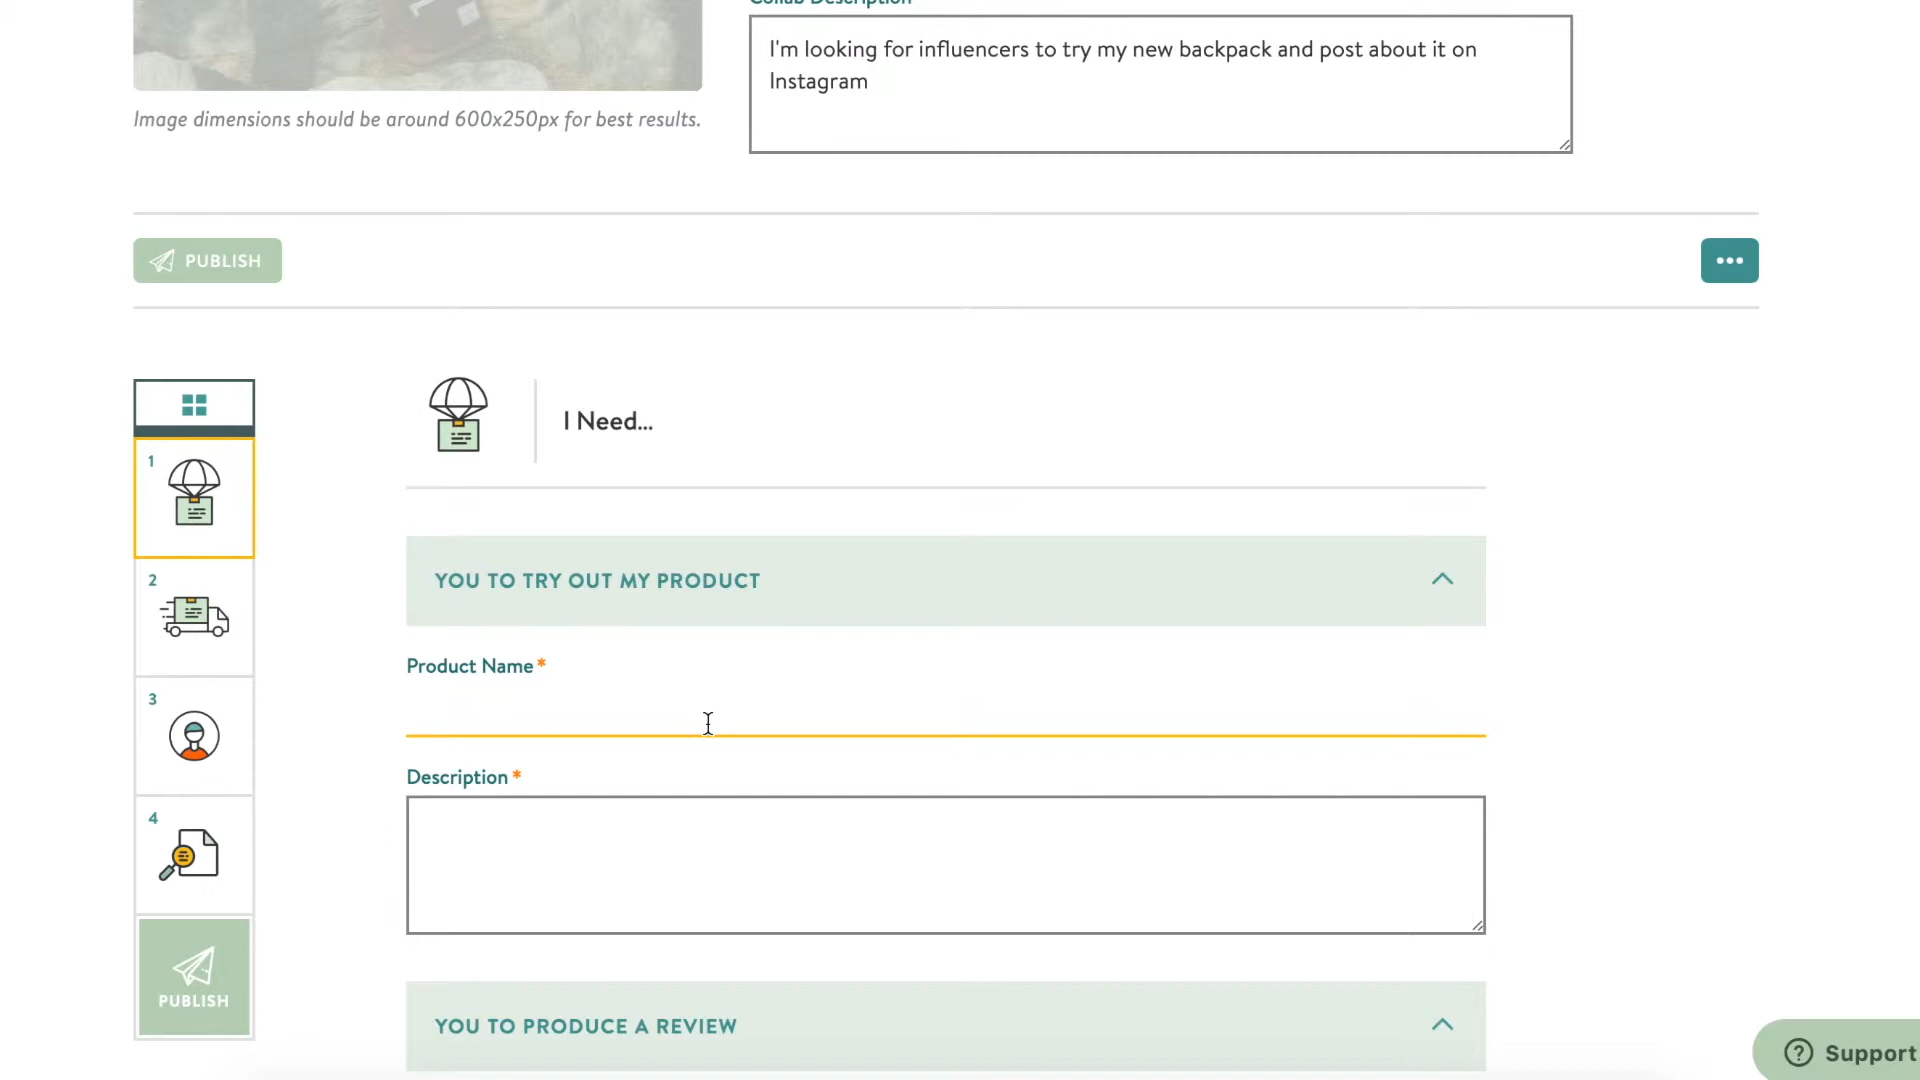 Collab Description
I'm looking for influencers to try my new backpack and post about it on
Instagram
Image dimensions should be around 600x250px for best results.
PUBLISH
I Need...
1
2
3
4
PUBLISH
YOU TO TRY OUT MY PRODUCT
Product Name*
Description*
YOU TO PRODUCE A REVIEW
? Support